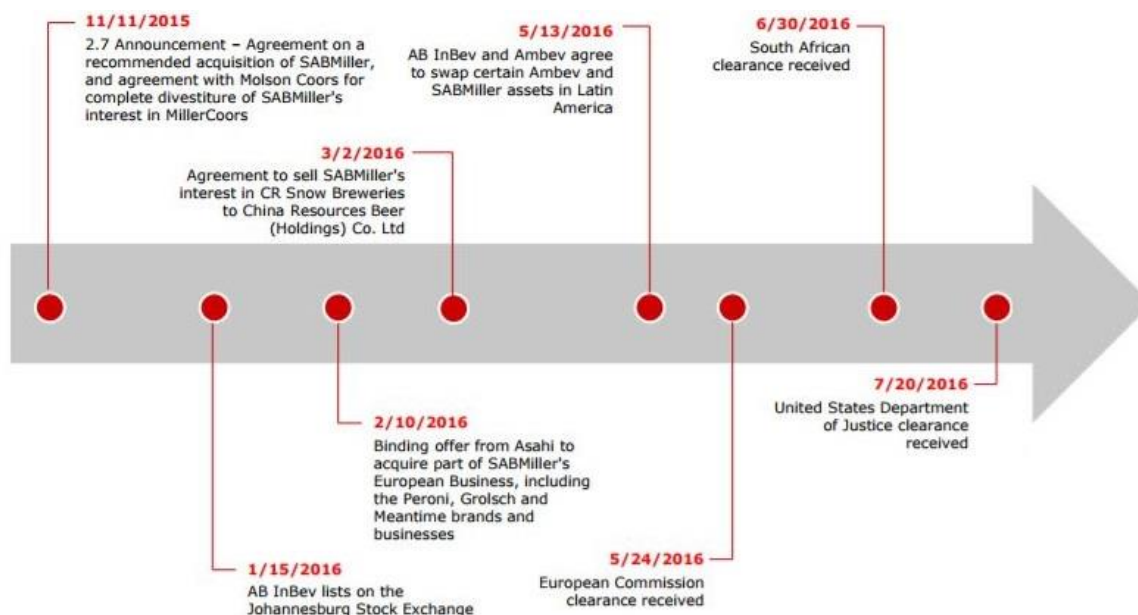 11/11/2015
2.7 Announcement – Agreement on a
recommended acquisition of SABMiller,
and agreement with Molson Coors for
complete divestiture of SABMiller's
interest in MillerCoors
3/2/2016
Agreement to sell SABMiller's
interest in CR Snow Breweries
to China Resources Beer
(Holdings) Co. Ltd
5/13/2016
AB InBev and Ambev agree
to swap certain Ambev and
SABMiller assets in Latin
America
6/30/2016
South African
clearance received
1/15/2016
AB InBev lists on the
Johannesburg Stock Exchange
2/10/2016
Binding offer from Asahi to
acquire part of SABMiller's
European Business, including
the Peroni, Grolsch and
Meantime brands and
businesses
5/24/2016
European Commission
clearance received
7/20/2016
United States Department
of Justice clearance
received